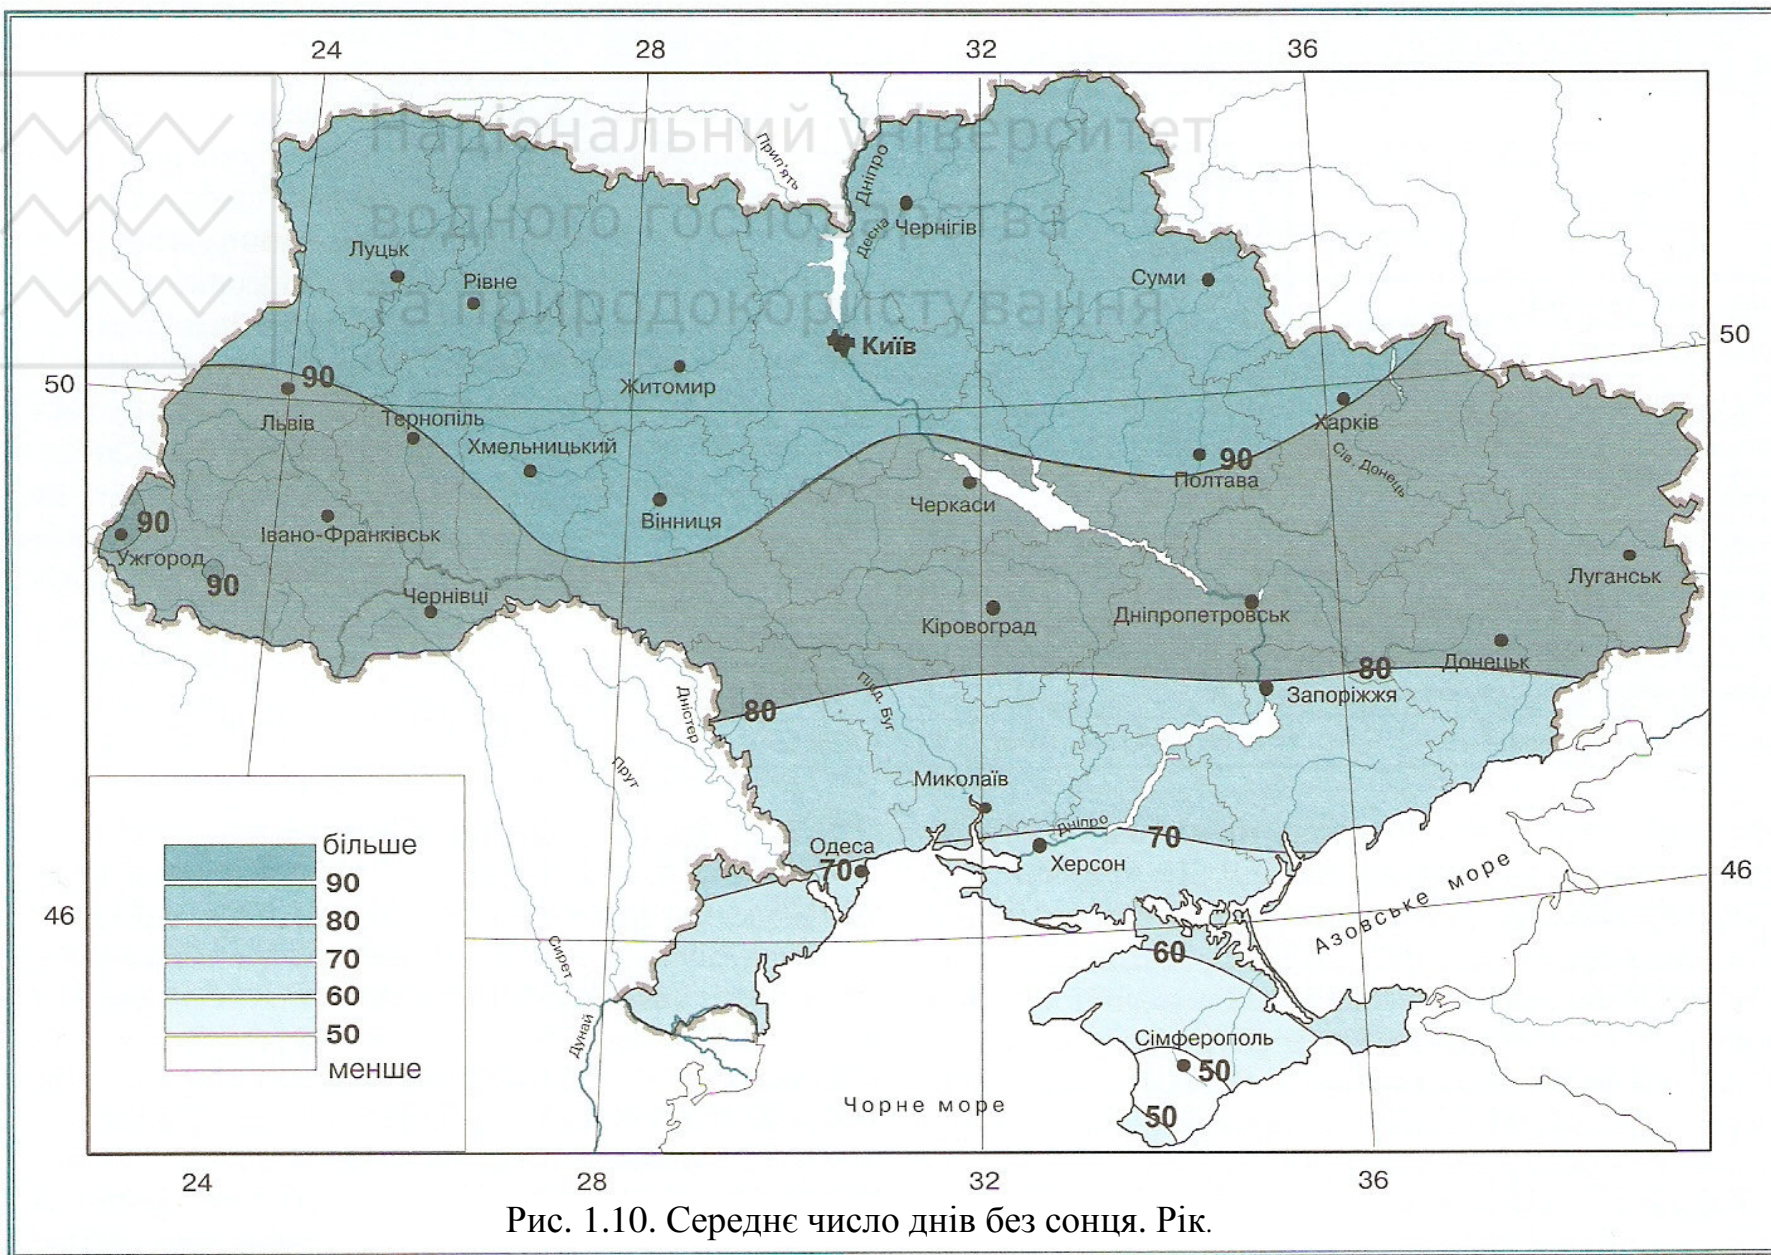 24 28 32 36
Національний університет
водного господарства
та природокористування
Прип'ять
Дніпро
Десна
Чернігів
Луцьк
Рівне
Суми
Київ
50
50
90
Житомир
Львів
Тернопіль
Хмельницький
Харків
Сів. Донець
90
Полтава
Черкаси
Вінниця
90
Івано-Франківськ
Ужгород
90
Чернівці
Луганськ
Кіровоград
Дніпропетровськ
Донецьк
80
80
Запоріжжя
Півд. Буг
Дністер
Прут
Миколаїв
Дніпро
70
Одеса
70
Херсон
більше
90
80
70
60
50
менше
46
46
Азовське море
60
Сирет
Дунай
Сімферополь
50
50
Чорне море
24 28 32 36
Рис. 1.10. Середнє число днів без сонця. Рік.